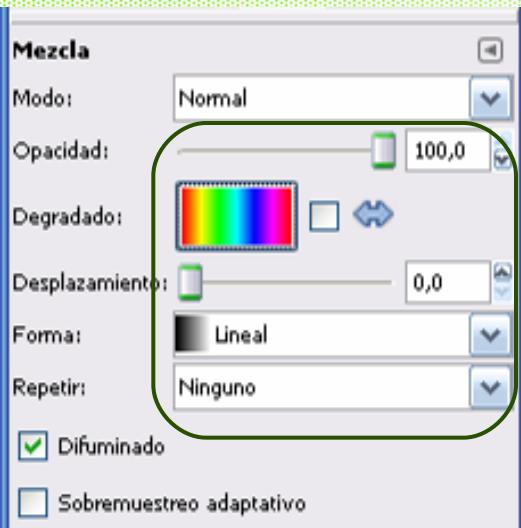 Mezcla
Modo: Normal
Opacidad: 100,0
Degradado:
Desplazamiento: 0,0
Forma: Lineal
Repetir: Ninguno
Difuminado
Sobremuestreo adaptativo